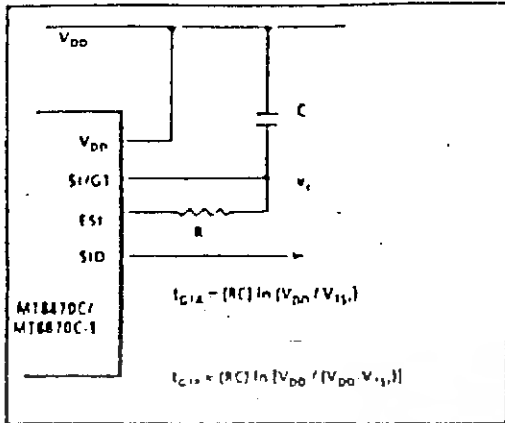 V_DD
C
V_DD
St/GT
v_c
ESt
R
StD
MT8870C/
MT8870C-1
t_GTA = (RC) ln (V_DD / V_TSt)
t_GTP = (RC) ln [V_DD / (V_DD - V_TSt)]